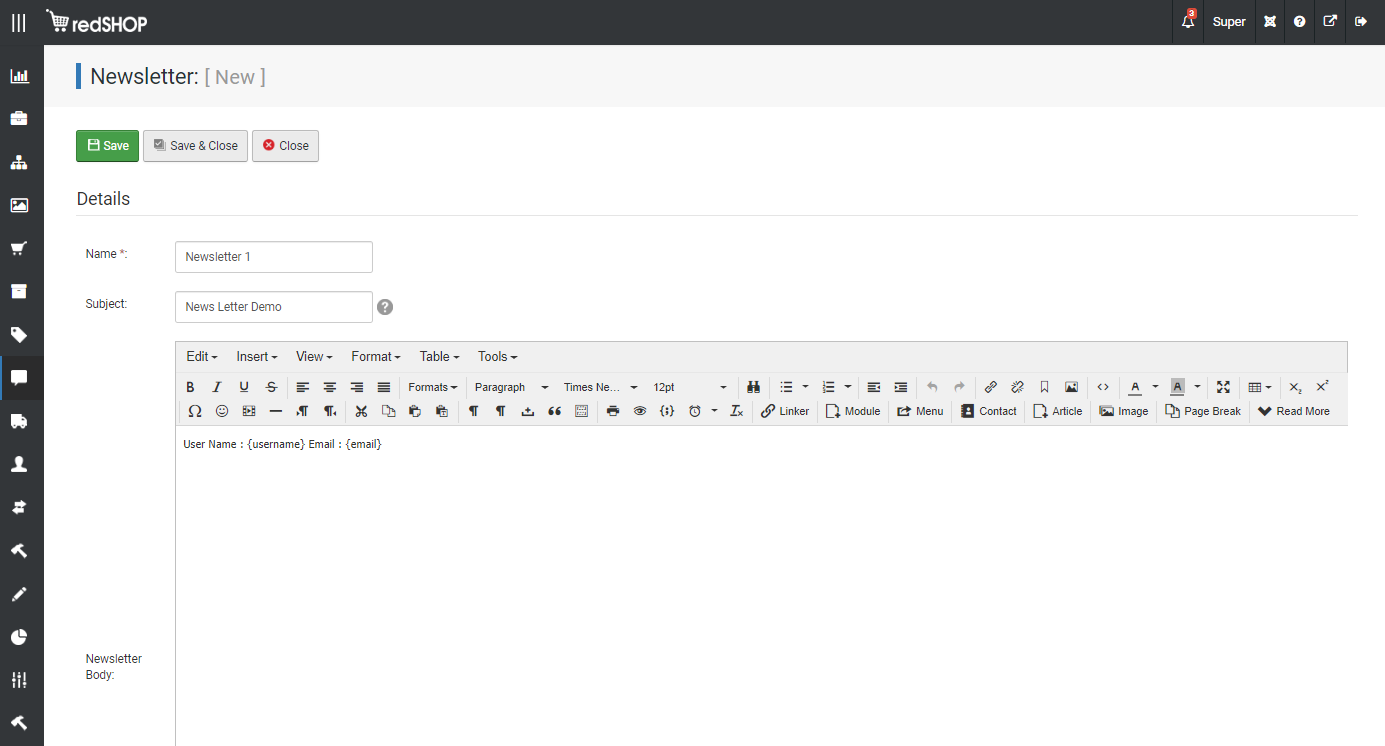 redSHOP
3
Super
Newsletter: [ New ]
Save Save & Close Close
Details
Name *: Newsletter 1
Subject: News Letter Demo
Edit Insert View Format Table Tools
B I U S Formats Paragraph Times Ne... 12pt A A X₂ X²
Linker Module Menu Contact Article Image Page Break Read More
User Name : {username} Email : {email}
Newsletter
Body: